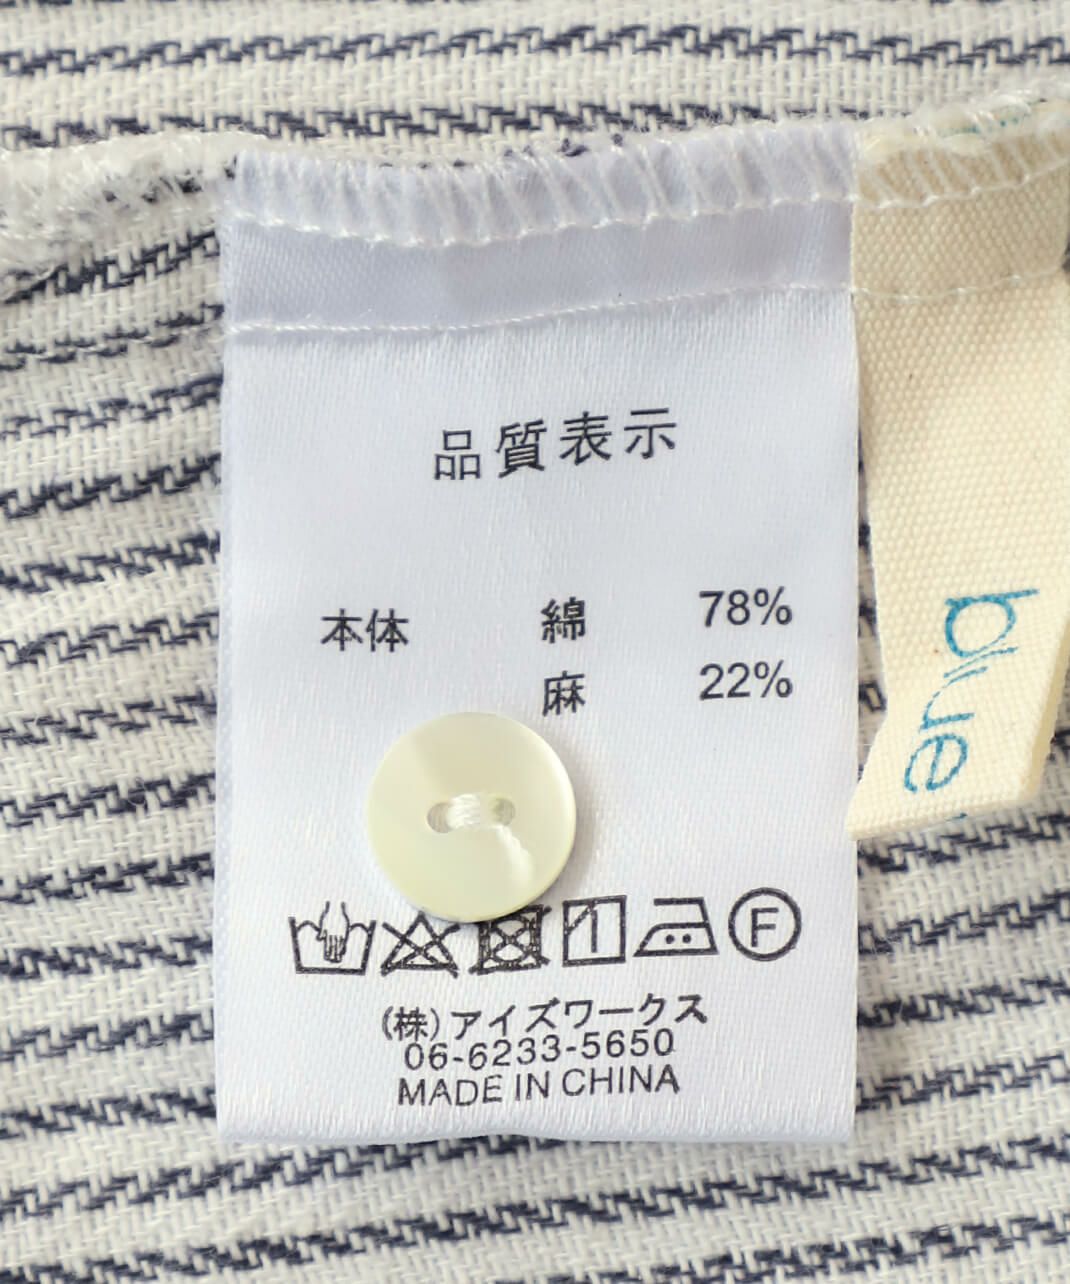 品質表示
本体 綿 78%
麻 22%
F
(株)アイズワークス
06-6233-5650
MADE IN CHINA
blue